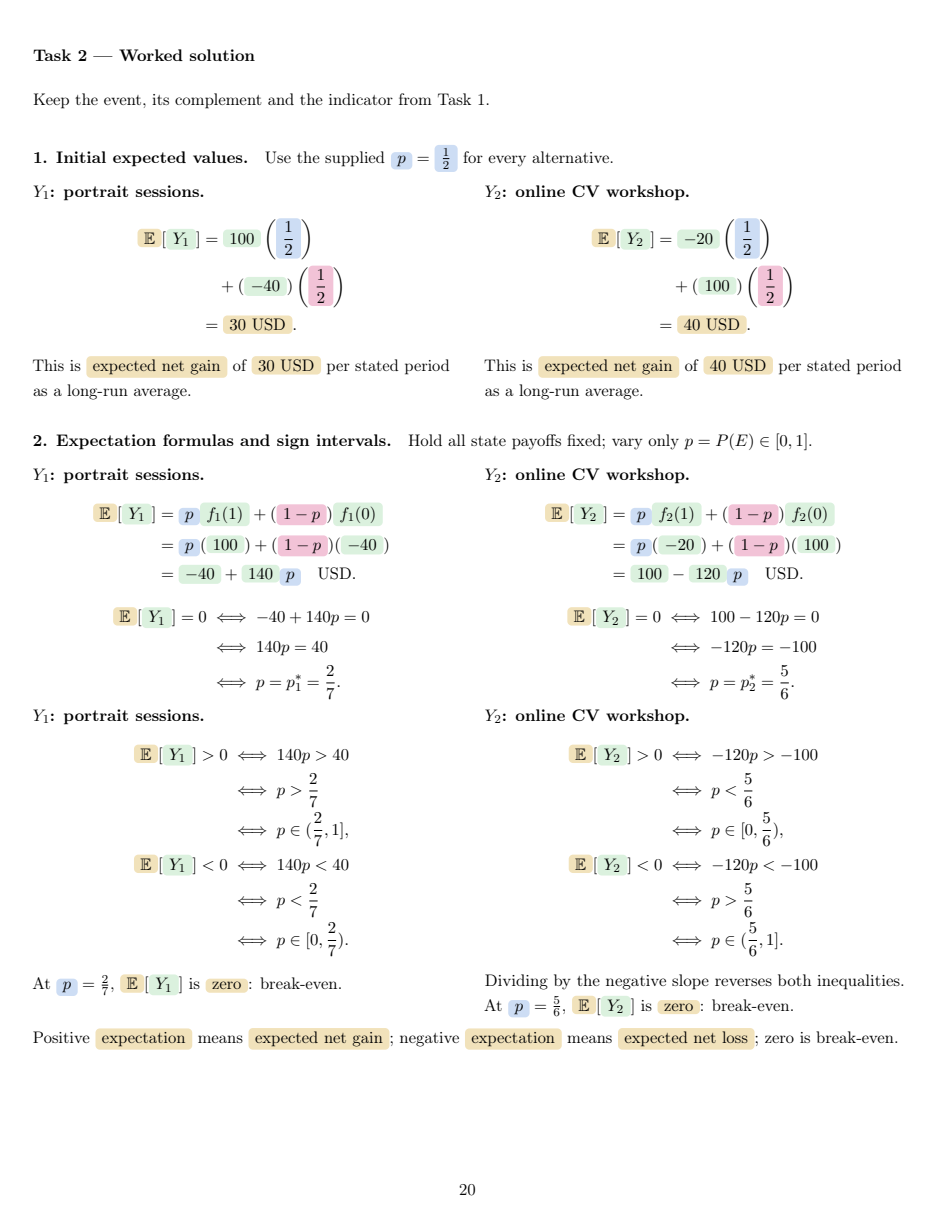 Task 2 — Worked solution
Keep the event, its complement and the indicator from Task 1.
1. Initial expected values. Use the supplied p = 1/2 for every alternative.
Y₁: portrait sessions.
𝔼[Y₁] = 100 (1/2)
+ (−40) (1/2)
= 30 USD.
This is expected net gain of 30 USD per stated period
as a long-run average.
Y₂: online CV workshop.
𝔼[Y₂] = −20 (1/2)
+ (100) (1/2)
= 40 USD.
This is expected net gain of 40 USD per stated period
as a long-run average.
2. Expectation formulas and sign intervals. Hold all state payoffs fixed; vary only p = P(E) ∈ [0, 1].
Y₁: portrait sessions.
𝔼[Y₁] = p f₁(1) + (1 − p) f₁(0)
= p(100) + (1 − p)(−40)
= −40 + 140 p USD.
𝔼[Y₁] = 0 ⟺ −40 + 140p = 0
⟺ 140p = 40
⟺ p = p₁* = 2/7.
Y₂: online CV workshop.
𝔼[Y₂] = p f₂(1) + (1 − p) f₂(0)
= p(−20) + (1 − p)(100)
= 100 − 120 p USD.
𝔼[Y₂] = 0 ⟺ 100 − 120p = 0
⟺ −120p = −100
⟺ p = p₂* = 5/6.
Y₁: portrait sessions.
𝔼[Y₁] > 0 ⟺ 140p > 40
⟺ p > 2/7
⟺ p ∈ (2/7, 1],
𝔼[Y₁] < 0 ⟺ 140p < 40
⟺ p < 2/7
⟺ p ∈ [0, 2/7).
At p = 2/7, 𝔼[Y₁] is zero: break-even.
Y₂: online CV workshop.
𝔼[Y₂] > 0 ⟺ −120p > −100
⟺ p < 5/6
⟺ p ∈ [0, 5/6),
𝔼[Y₂] < 0 ⟺ −120p < −100
⟺ p > 5/6
⟺ p ∈ (5/6, 1].
Dividing by the negative slope reverses both inequalities.
At p = 5/6, 𝔼[Y₂] is zero: break-even.
Positive expectation means expected net gain; negative expectation means expected net loss; zero is break-even.
20